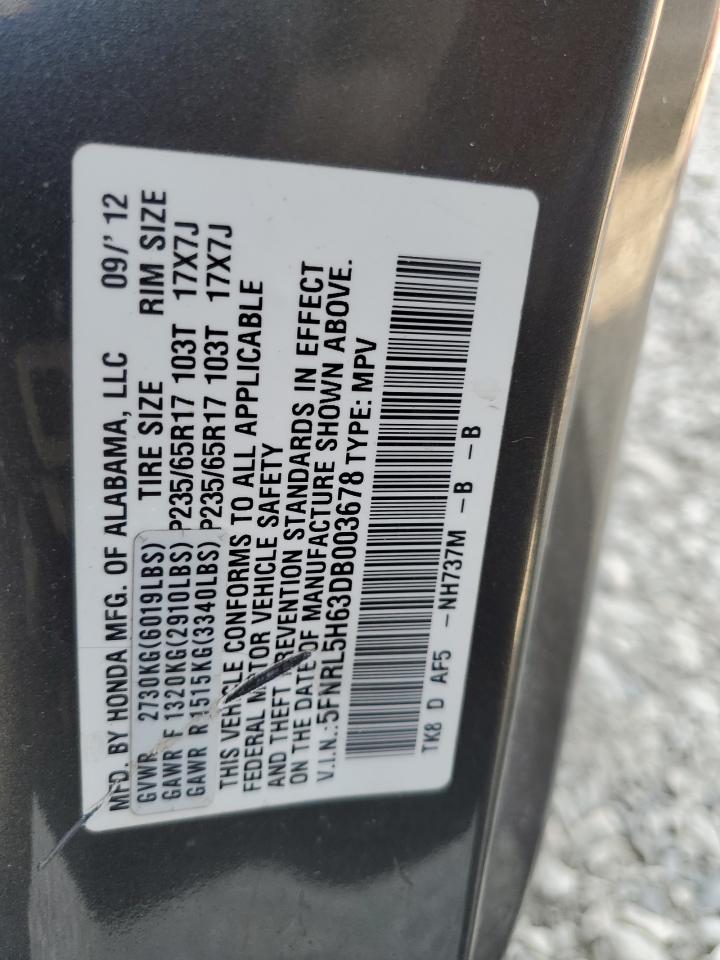 MFD. BY HONDA MFG. OF ALABAMA, LLC 09/'12
GVWR 2730KG(6019LBS) TIRE SIZE RIM SIZE
GAWR F 1320KG(2910LBS) P235/65R17 103T 17X7J
GAWR R 1515KG(3340LBS) P235/65R17 103T 17X7J
THIS VEHICLE CONFORMS TO ALL APPLICABLE
FEDERAL MOTOR VEHICLE SAFETY
AND THEFT PREVENTION STANDARDS IN EFFECT
ON THE DATE OF MANUFACTURE SHOWN ABOVE.
V.I.N.:5FNRL5H63DB003678 TYPE: MPV
TK8 D AF5 -NH737M -B -B